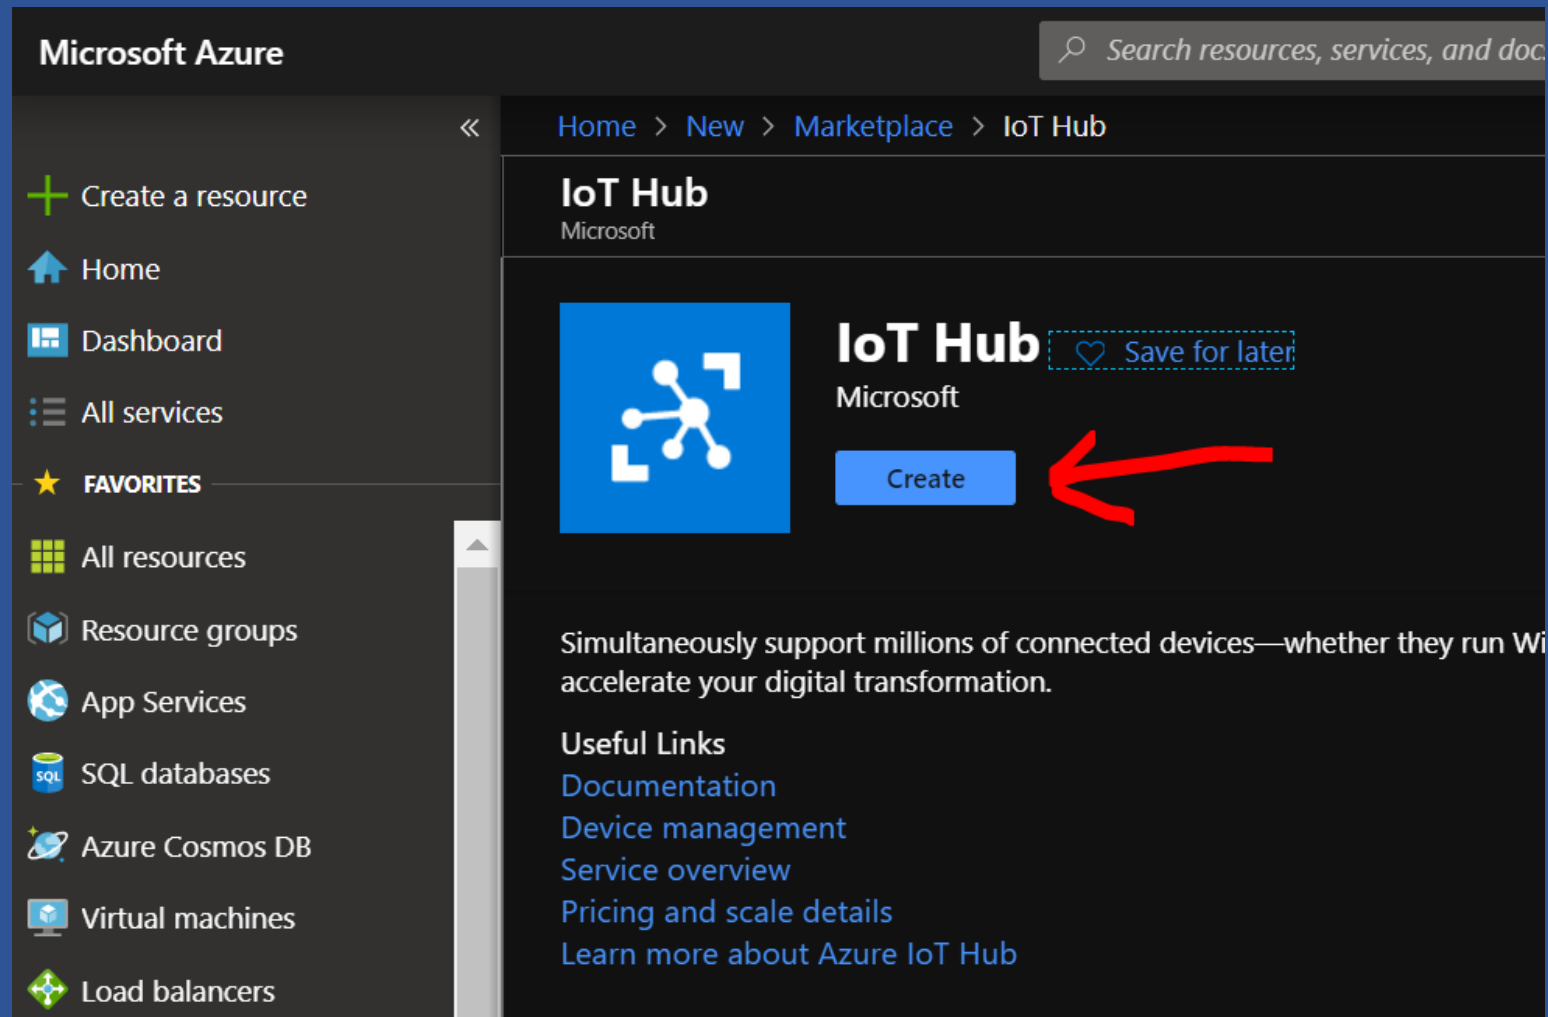 Microsoft Azure
Search resources, services, and doc
Home > New > Marketplace > IoT Hub
Create a resource
Home
Dashboard
All services
FAVORITES
All resources
Resource groups
App Services
SQL
SQL databases
Azure Cosmos DB
Virtual machines
Load balancers
IoT Hub
Microsoft
IoT Hub
Save for later
Microsoft
Create
Simultaneously support millions of connected devices—whether they run Wi
accelerate your digital transformation.
Useful Links
Documentation
Device management
Service overview
Pricing and scale details
Learn more about Azure IoT Hub